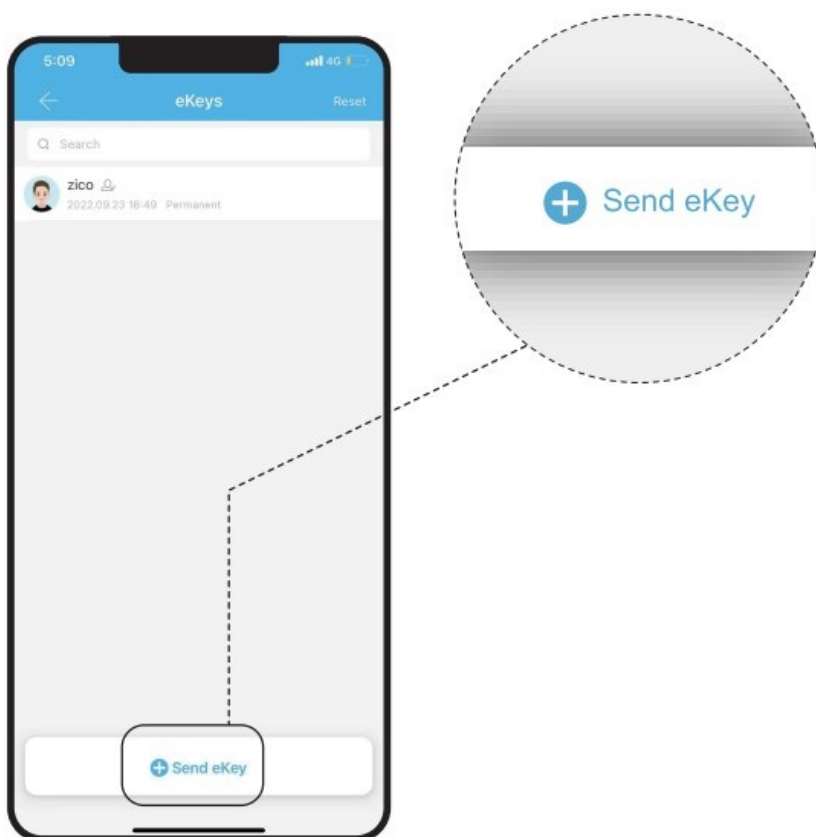 5:09
4G
eKeys
Reset
Search
zico
2022.09.23 16:49 Permanent
Send eKey
Send eKey